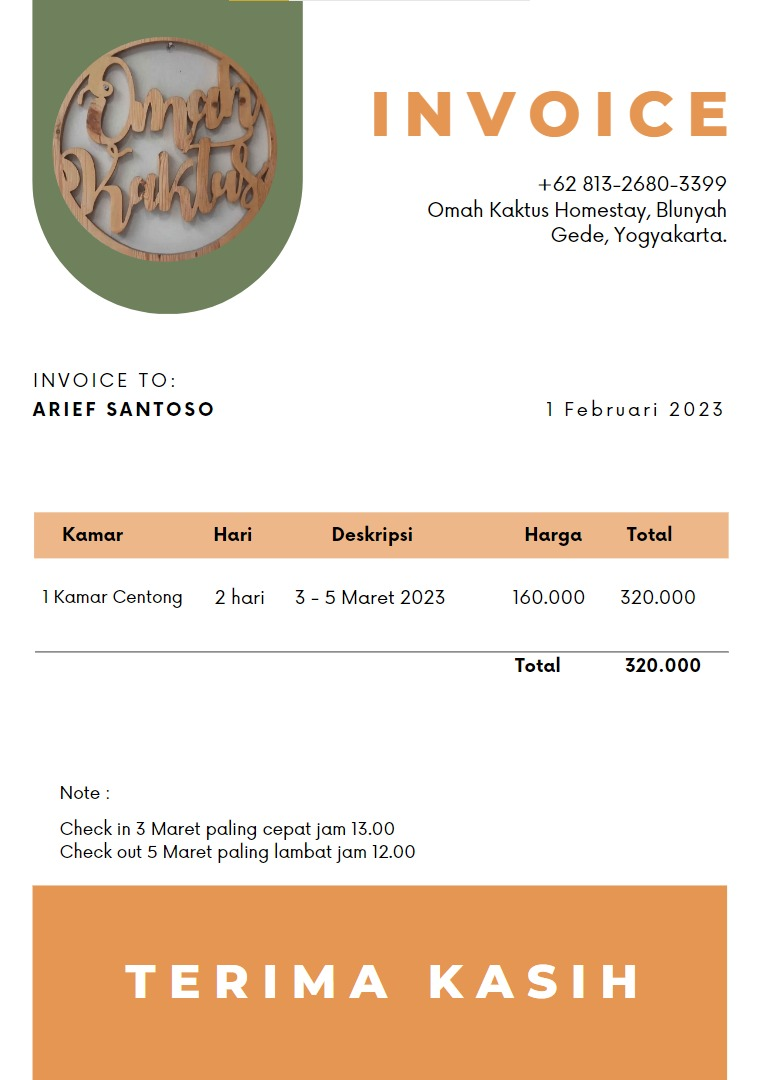 Omah
Kaktus
INVOICE
+62 813-2680-3399
Omah Kaktus Homestay, Blunyah
Gede, Yogyakarta.
INVOICE TO:
ARIEF SANTOSO
1 Februari 2023
Kamar Hari Deskripsi Harga Total
1 Kamar Centong 2 hari 3 - 5 Maret 2023 160.000 320.000
Total 320.000
Note :
Check in 3 Maret paling cepat jam 13.00
Check out 5 Maret paling lambat jam 12.00
TERIMA KASIH